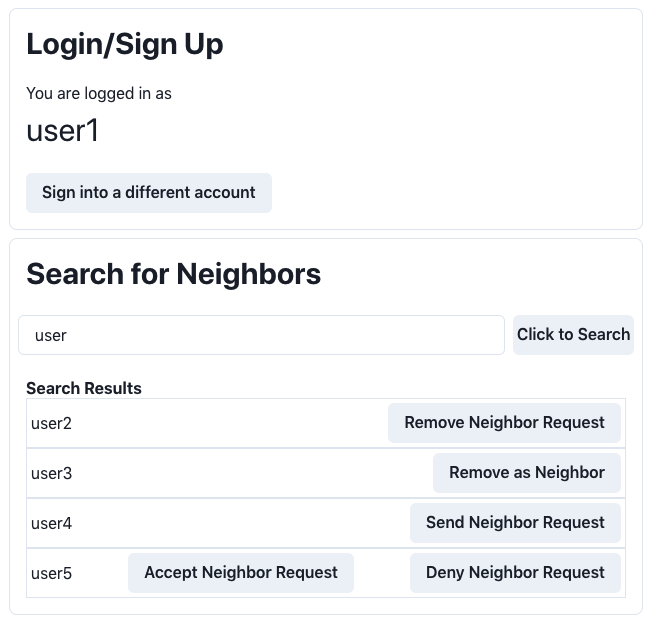 Login/Sign Up
You are logged in as
user1
Sign into a different account
Search for Neighbors
user
Click to Search
Search Results
user2 Remove Neighbor Request
user3 Remove as Neighbor
user4 Send Neighbor Request
user5 Accept Neighbor Request Deny Neighbor Request